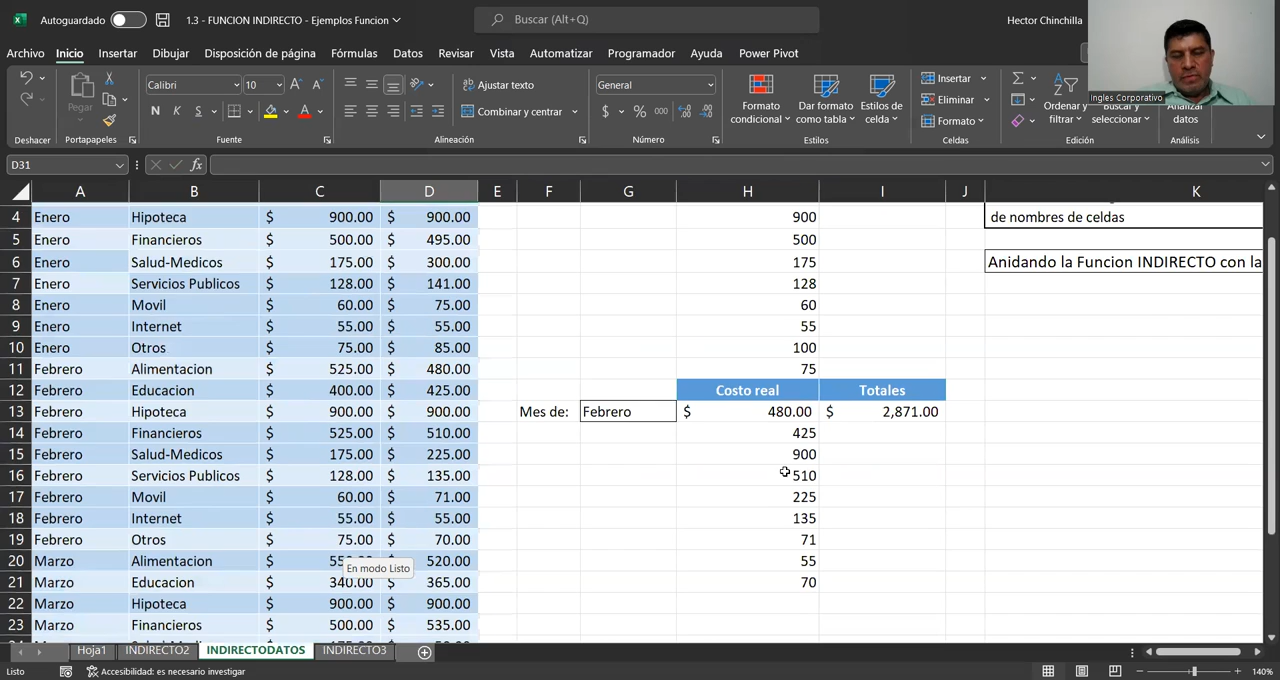 Autoguardado 1.3 - FUNCION INDIRECTO - Ejemplos Funcion Buscar (Alt+Q) Hector Chinchilla
Archivo Inicio Insertar Dibujar Disposición de página Fórmulas Datos Revisar Vista Automatizar Programador Ayuda Power Pivot
Pegar Calibri 10 N K S Ajustar texto Combinar y centrar General $ % 000
Formato condicional Dar formato como tabla Estilos de celda Insertar Eliminar Formato Ordenar y filtrar Buscar y seleccionar Analizar datos
Ingles Corporativo
Deshacer Portapapeles Fuente Alineación Número Estilos Celdas Edición Análisis
D31 fx
A B C D E F G H I J K
4 Enero Hipoteca $ 900.00 $ 900.00 900 de nombres de celdas
5 Enero Financieros $ 500.00 $ 495.00 500
6 Enero Salud-Medicos $ 175.00 $ 300.00 175 Anidando la Funcion INDIRECTO con la
7 Enero Servicios Publicos $ 128.00 $ 141.00 128
8 Enero Movil $ 60.00 $ 75.00 60
9 Enero Internet $ 55.00 $ 55.00 55
10 Enero Otros $ 75.00 $ 85.00 100
11 Febrero Alimentacion $ 525.00 $ 480.00 75
12 Febrero Educacion $ 400.00 $ 425.00 Costo real Totales
13 Febrero Hipoteca $ 900.00 $ 900.00 Mes de: Febrero $ 480.00 $ 2,871.00
14 Febrero Financieros $ 525.00 $ 510.00 425
15 Febrero Salud-Medicos $ 175.00 $ 225.00 900
16 Febrero Servicios Publicos $ 128.00 $ 135.00 510
17 Febrero Movil $ 60.00 $ 71.00 225
18 Febrero Internet $ 55.00 $ 55.00 135
19 Febrero Otros $ 75.00 $ 70.00 71
20 Marzo Alimentacion $ $ 520.00 55
En modo Listo
21 Marzo Educacion $ 340.00 $ 365.00 70
22 Marzo Hipoteca $ 900.00 $ 900.00
23 Marzo Financieros $ 500.00 $ 535.00
Hoja1 INDIRECTO2 INDIRECTODATOS INDIRECTO3
Listo Accesibilidad: es necesario investigar 140%